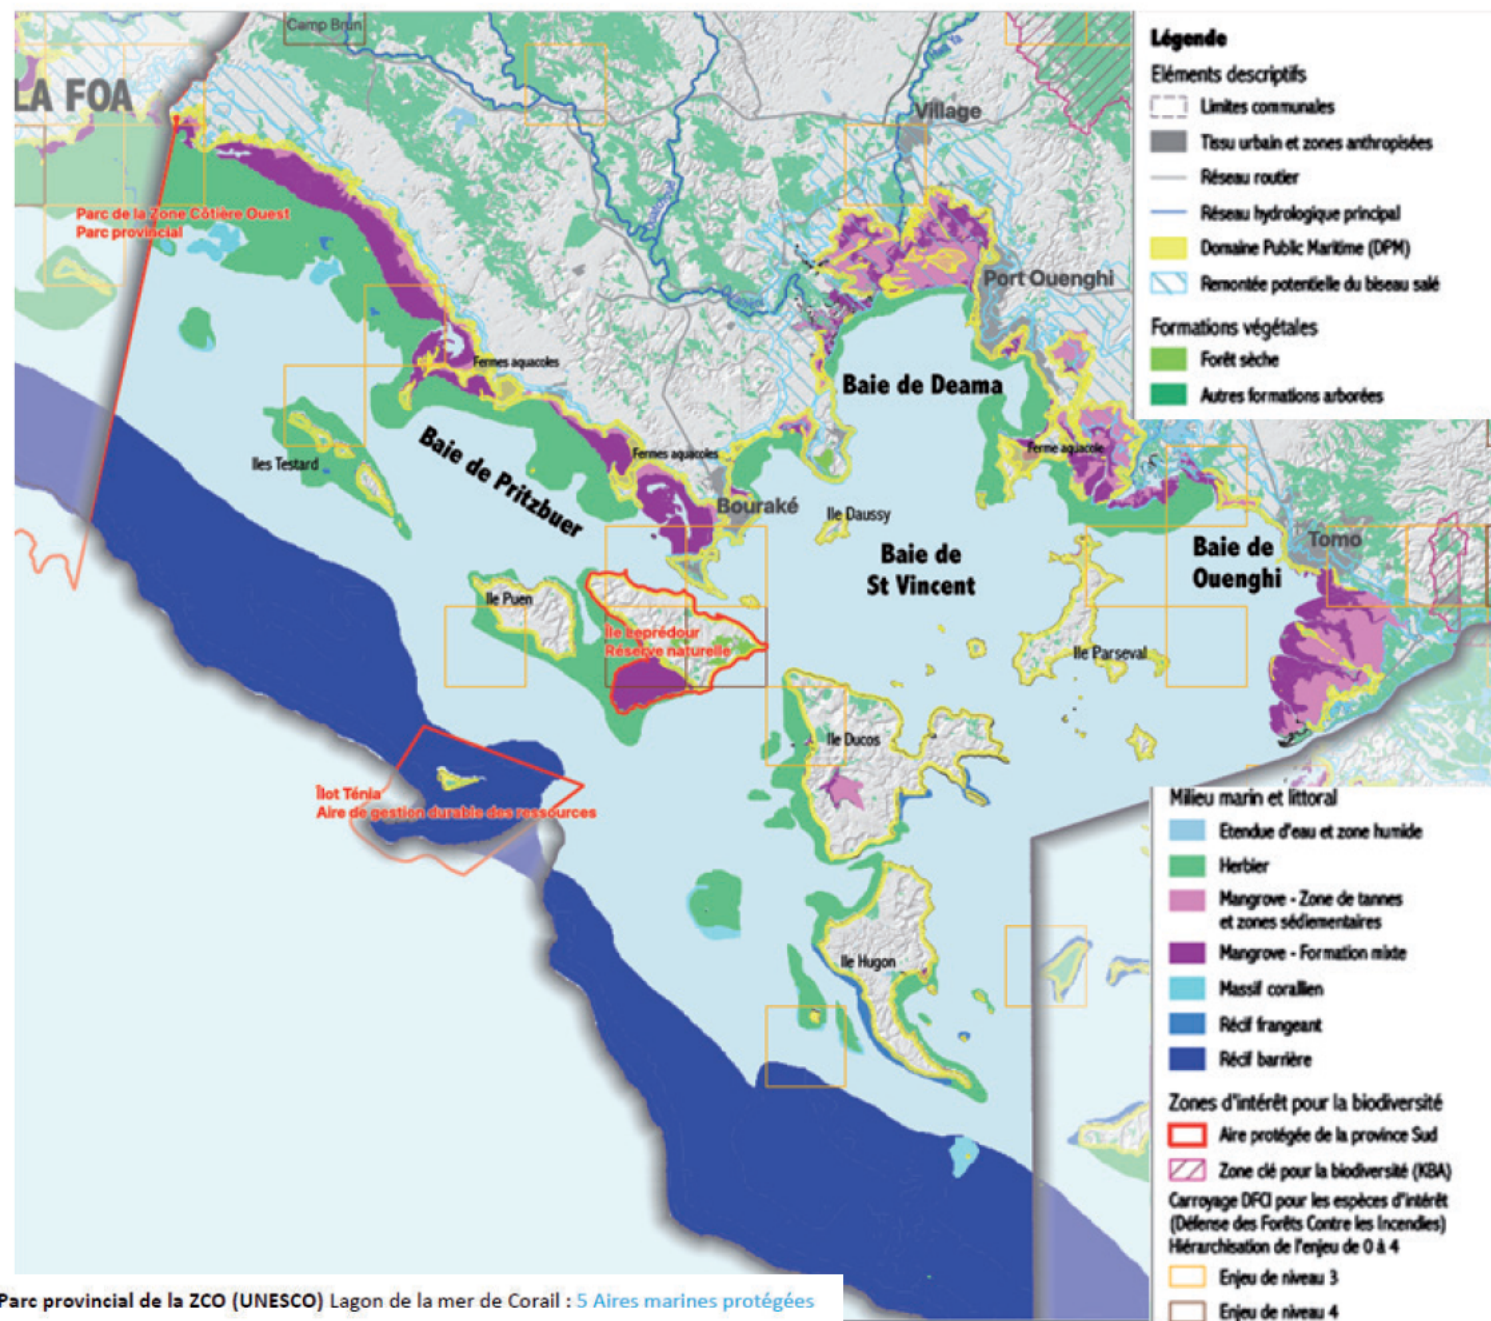 Camp Brun
LA FOA
Village
Parc de la Zone Côtière Ouest
Parc provincial
Port Ouenghi
Fermes aquacoles
Baie de Deama
Baie de Pritzbuer
Iles Testard
Fermes aquacoles
Ferme aquacole
Bouraké
Ile Daussy
Baie de
St Vincent
Baie de
Ouenghi
Tomo
Ile Puen
Île Leprédour
Réserve naturelle
Ile Parseval
Ile Ducos
Îlot Ténia
Aire de gestion durable des ressources
Ile Hugon
Légende
Eléments descriptifs
Limites communales
Tissu urbain et zones anthropisées
Réseau routier
Réseau hydrologique principal
Domaine Public Maritime (DPM)
Remontée potentielle du biseau salé
Formations végétales
Forêt sèche
Autres formations arborées
Milieu marin et littoral
Etendue d'eau et zone humide
Herbier
Mangrove - Zone de tannes
et zones sédiementaires
Mangrove - Formation mixte
Massif corallien
Récif frangeant
Récif barrière
Zones d'intérêt pour la biodiversité
Aire protégée de la province Sud
Zone clé pour la biodiversité (KBA)
Carroyage DFCI pour les espèces d'intérêt
(Défense des Forêts Contre les Incendies)
Hiérarchisation de l'enjeu de 0 à 4
Enjeu de niveau 3
Enjeu de niveau 4
Parc provincial de la ZCO (UNESCO) Lagon de la mer de Corail : 5 Aires marines protégées